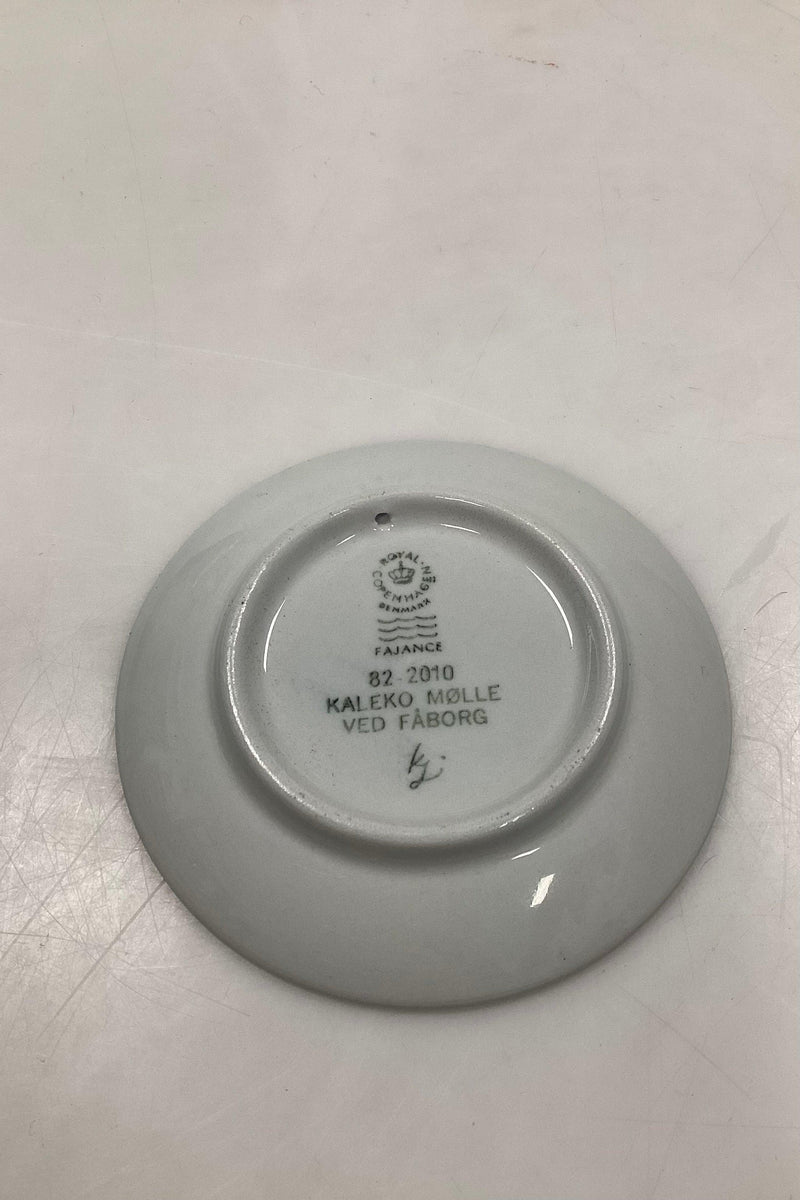 ROYAL
COPENHAGEN
DENMARK
FAJANCE
82-2010
KALEKO MØLLE
VED FÅBORG